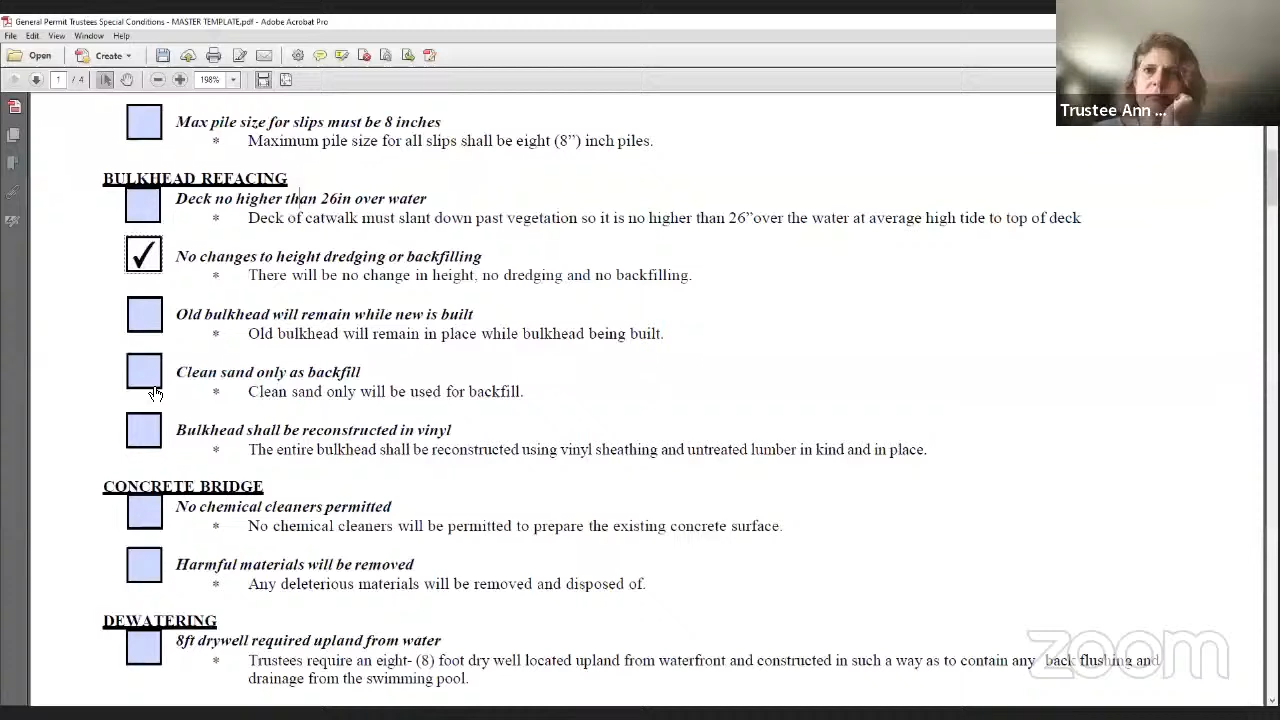 General Permit Trustees Special Conditions - MASTER TEMPLATE.pdf - Adobe Acrobat Pro
File Edit View Window Help
Open Create
1 / 4 198%
Trustee Ann ...
Max pile size for slips must be 8 inches
* Maximum pile size for all slips shall be eight (8”) inch piles.
BULKHEAD REFACING
Deck no higher than 26in over water
* Deck of catwalk must slant down past vegetation so it is no higher than 26”over the water at average high tide to top of deck
No changes to height dredging or backfilling
* There will be no change in height, no dredging and no backfilling.
Old bulkhead will remain while new is built
* Old bulkhead will remain in place while bulkhead being built.
Clean sand only as backfill
* Clean sand only will be used for backfill.
Bulkhead shall be reconstructed in vinyl
* The entire bulkhead shall be reconstructed using vinyl sheathing and untreated lumber in kind and in place.
CONCRETE BRIDGE
No chemical cleaners permitted
* No chemical cleaners will be permitted to prepare the existing concrete surface.
Harmful materials will be removed
* Any deleterious materials will be removed and disposed of.
DEWATERING
8ft drywell required upland from water
* Trustees require an eight- (8) foot dry well located upland from waterfront and constructed in such a way as to contain any back flushing and
drainage from the swimming pool.
zoom